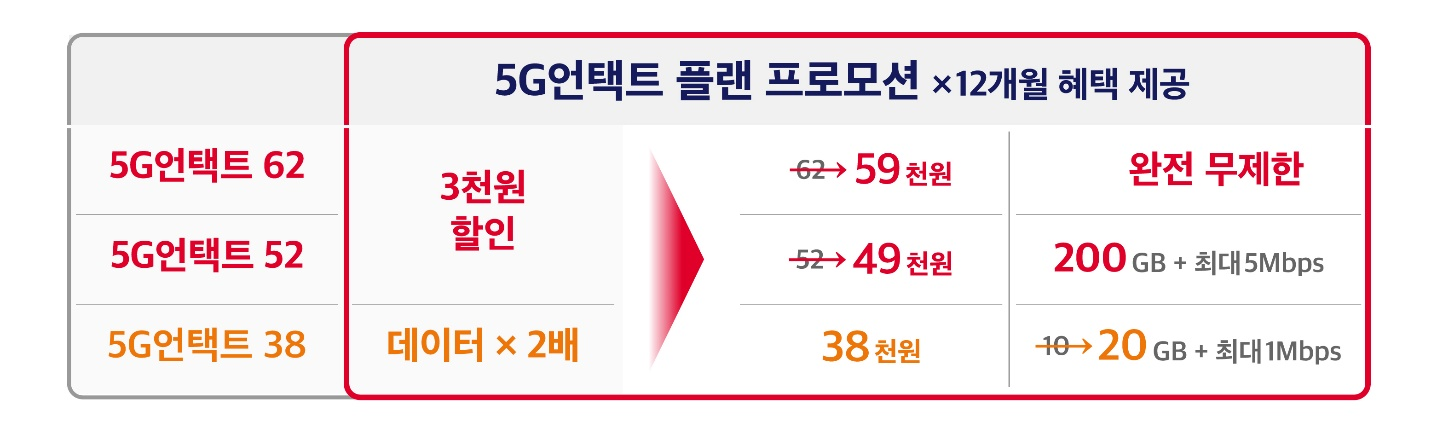 5G언택트 플랜 프로모션 ×12개월 혜택 제공
5G언택트 62
3천원
할인
62 → 59 천원
완전 무제한
5G언택트 52
52 → 49 천원
200 GB + 최대 5Mbps
5G언택트 38
데이터 × 2배
38 천원
10 → 20 GB + 최대 1Mbps